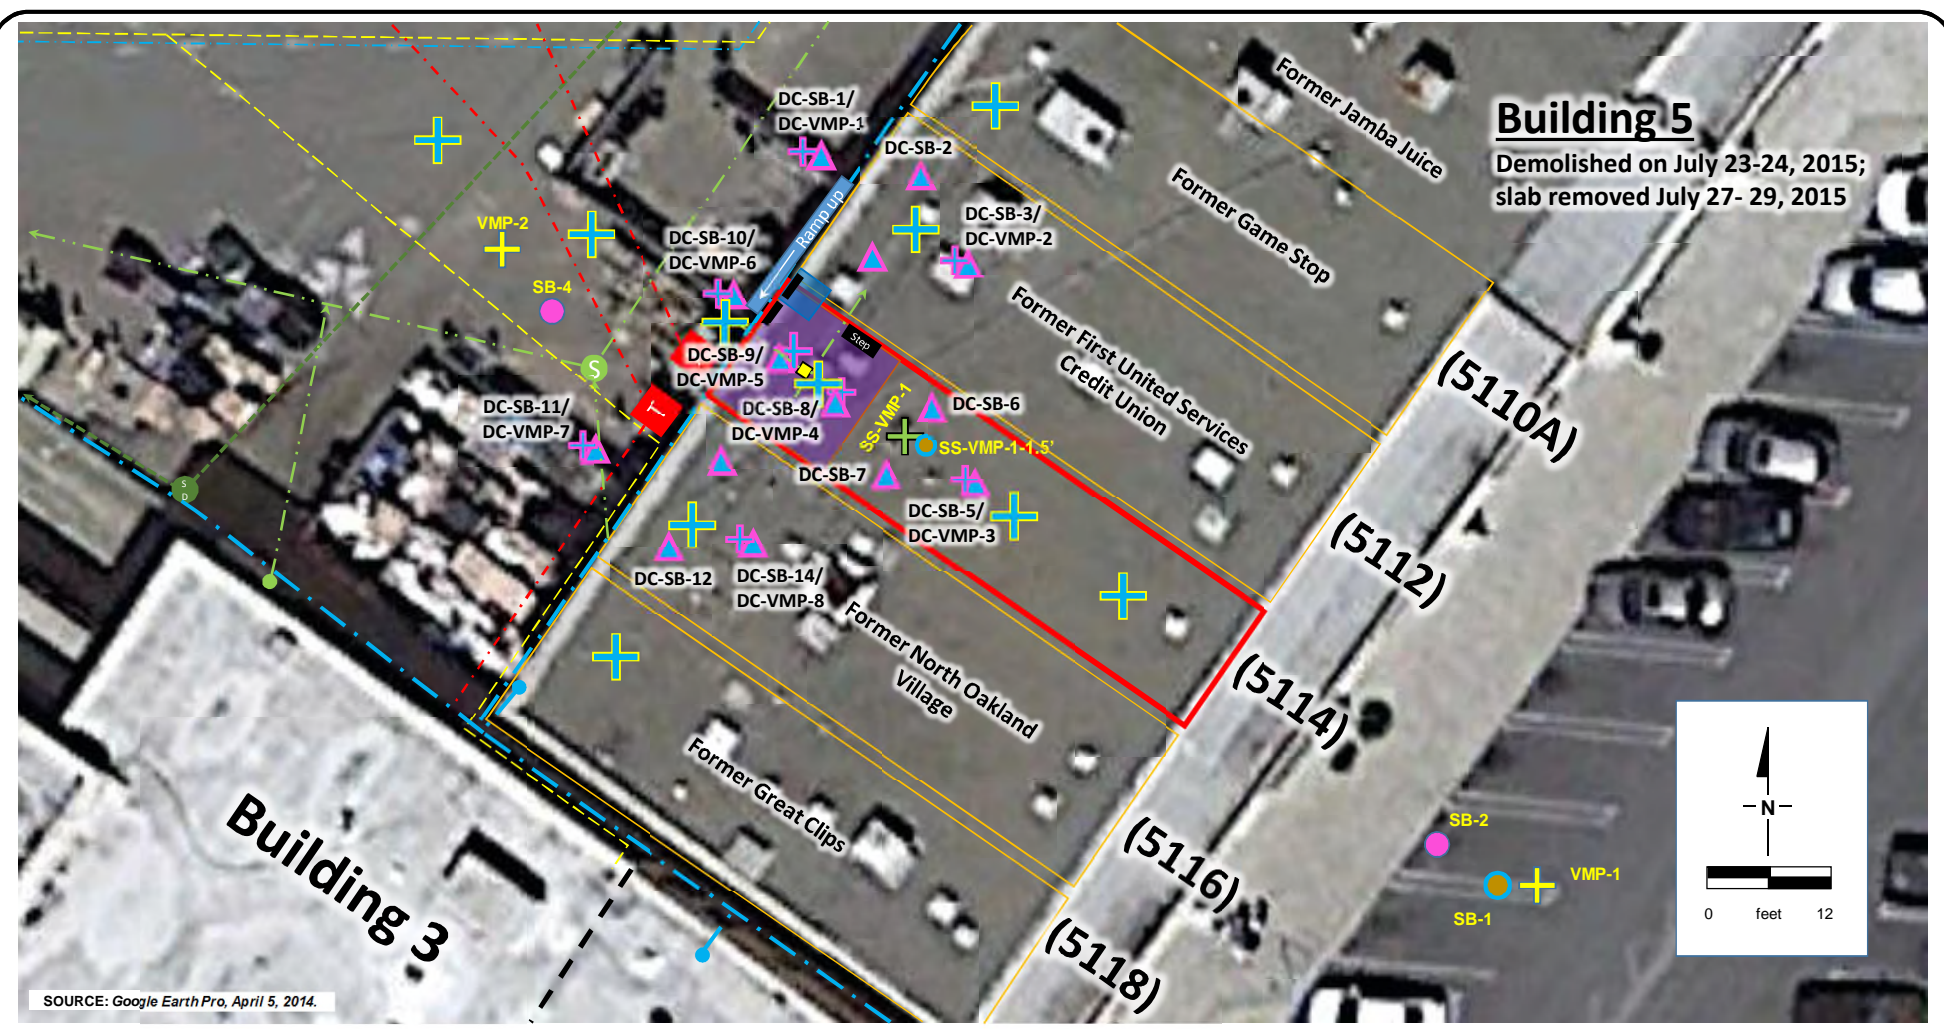 Building 5
Demolished on July 23-24, 2015;
slab removed July 27- 29, 2015
Former Jamba Juice
Former Game Stop
Former First United Services
Credit Union
Former North Oakland
Village
Former Great Clips
(5110A)
(5112)
(5114)
(5116)
(5118)
DC-SB-1/
DC-VMP-1
DC-SB-2
DC-SB-3/
DC-VMP-2
Ramp up
DC-SB-10/
DC-VMP-6
VMP-2
SB-4
Step
DC-SB-9/
DC-VMP-5
S
T
DC-SB-11/
DC-VMP-7
DC-SB-8/
DC-VMP-4
SS-VMP-1
DC-SB-6
SS-VMP-1-1.5'
DC-SB-7
S
D
DC-SB-5/
DC-VMP-3
DC-SB-12
DC-SB-14/
DC-VMP-8
Building 3
SB-2
VMP-1
SB-1
N
0 feet 12
SOURCE: Google Earth Pro, April 5, 2014.